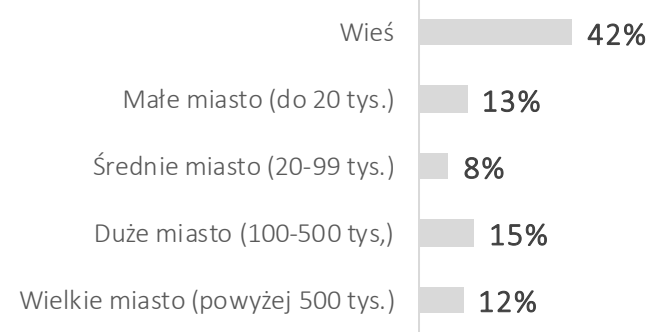 Wieś 42%
Małe miasto (do 20 tys.) 13%
Średnie miasto (20-99 tys.) 8%
Duże miasto (100-500 tys,) 15%
Wielkie miasto (powyżej 500 tys.) 12%